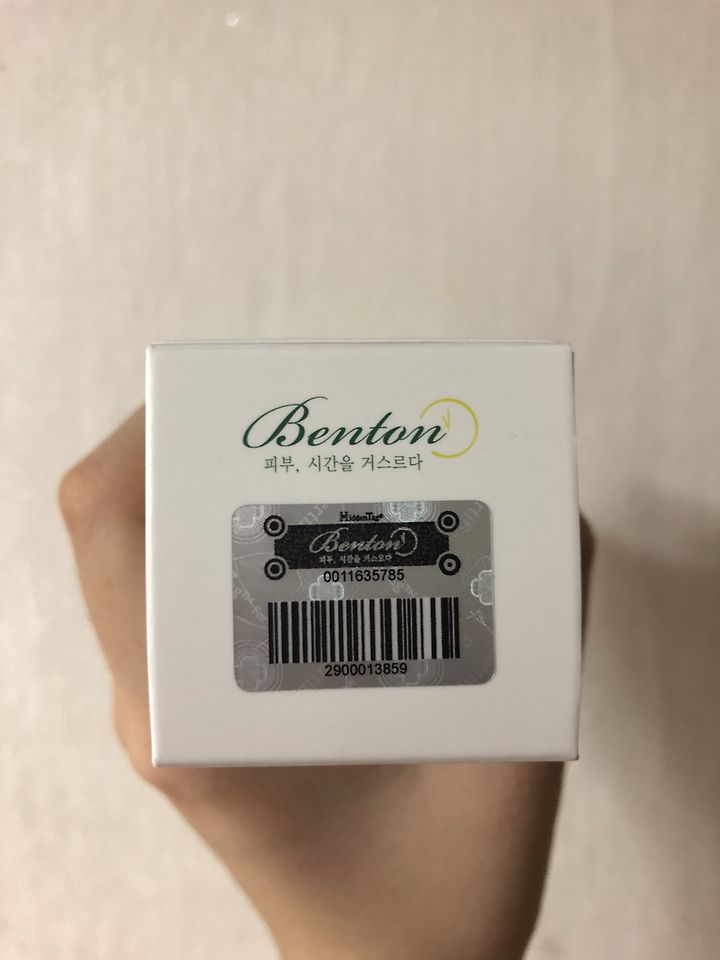 Benton
피부, 시간을 거스르다
HiddenTag®
Benton
피부, 시간을 거스르다
0011635785
2900013859